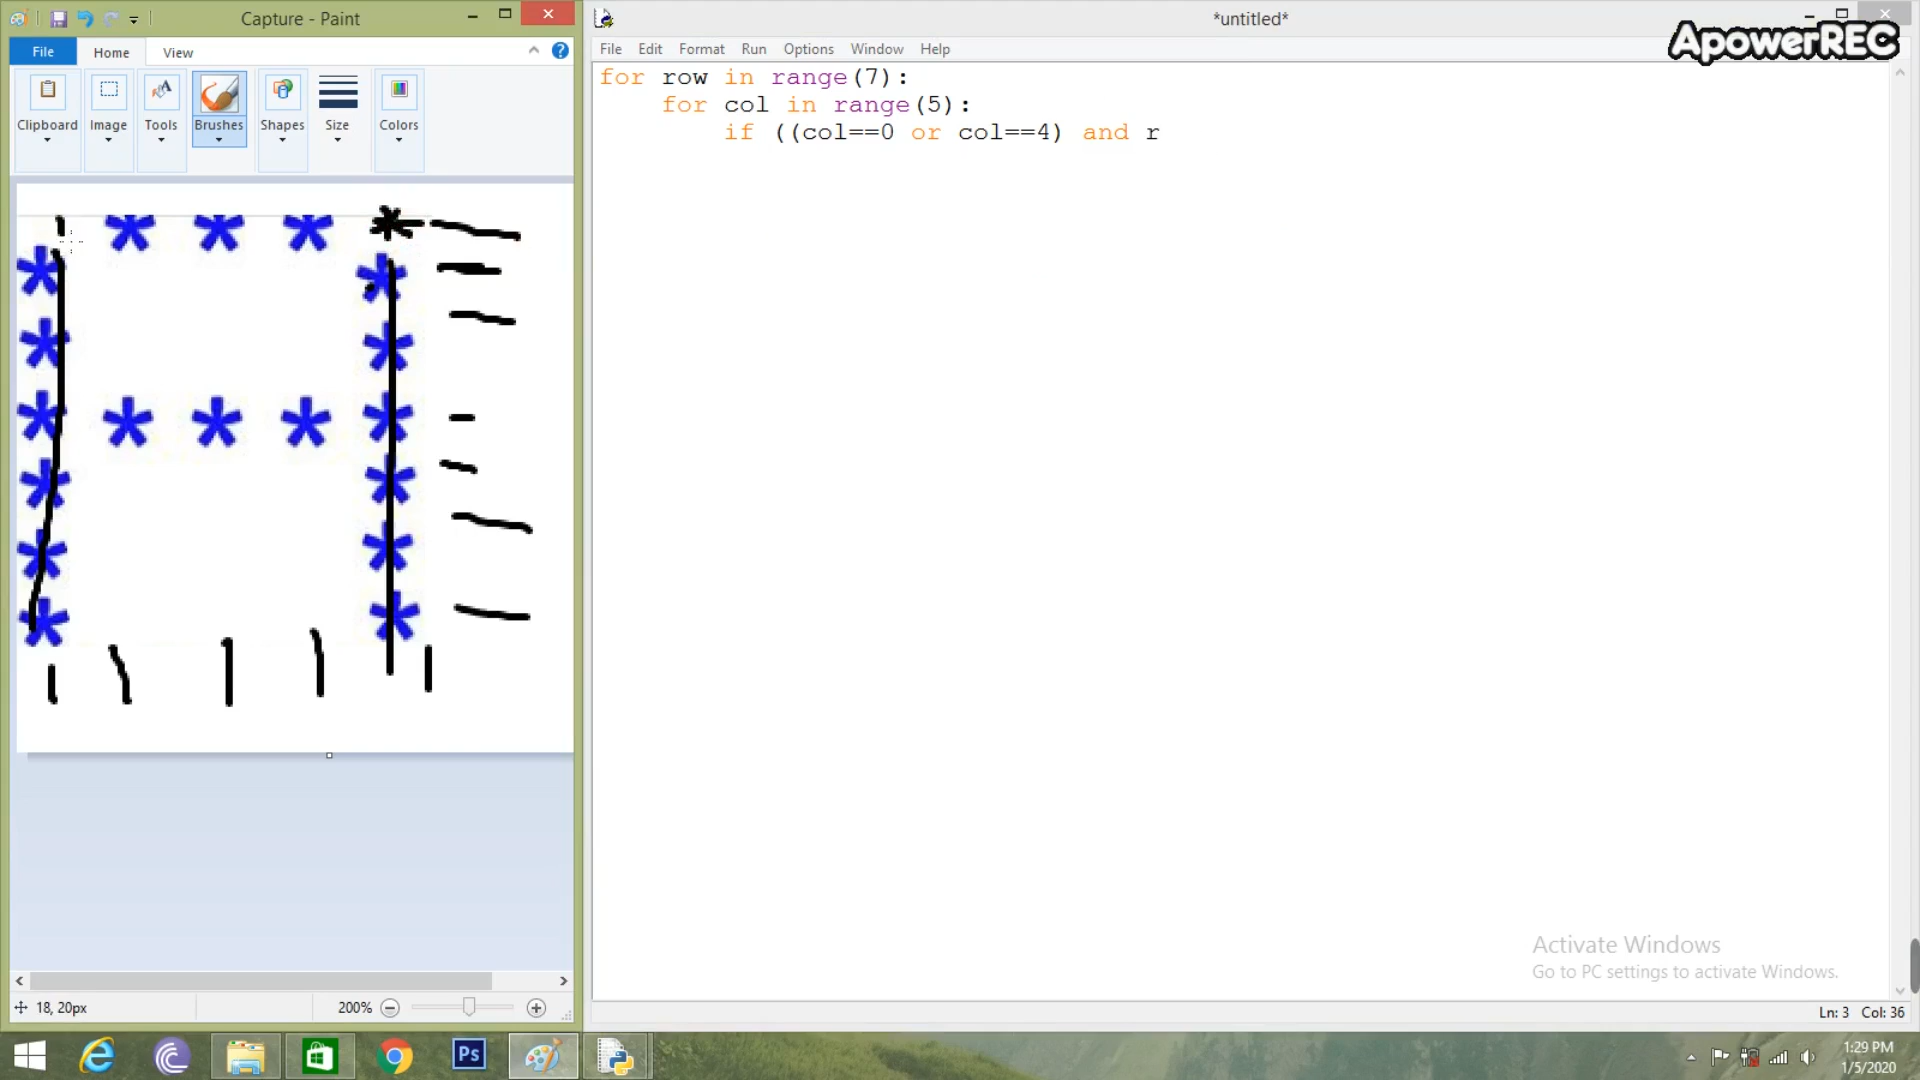 Capture - Paint
File
Home
View
Clipboard
Image
Tools
Brushes
Shapes
Size
Colors
18, 20px
200%
*untitled*
ApowerREC
File Edit Format Run Options Window Help
for row in range(7):
for col in range(5):
if ((col==0 or col==4) and r
Activate Windows
Go to PC settings to activate Windows.
Ln: 3 Col: 36
Ps
1:29 PM
1/5/2020